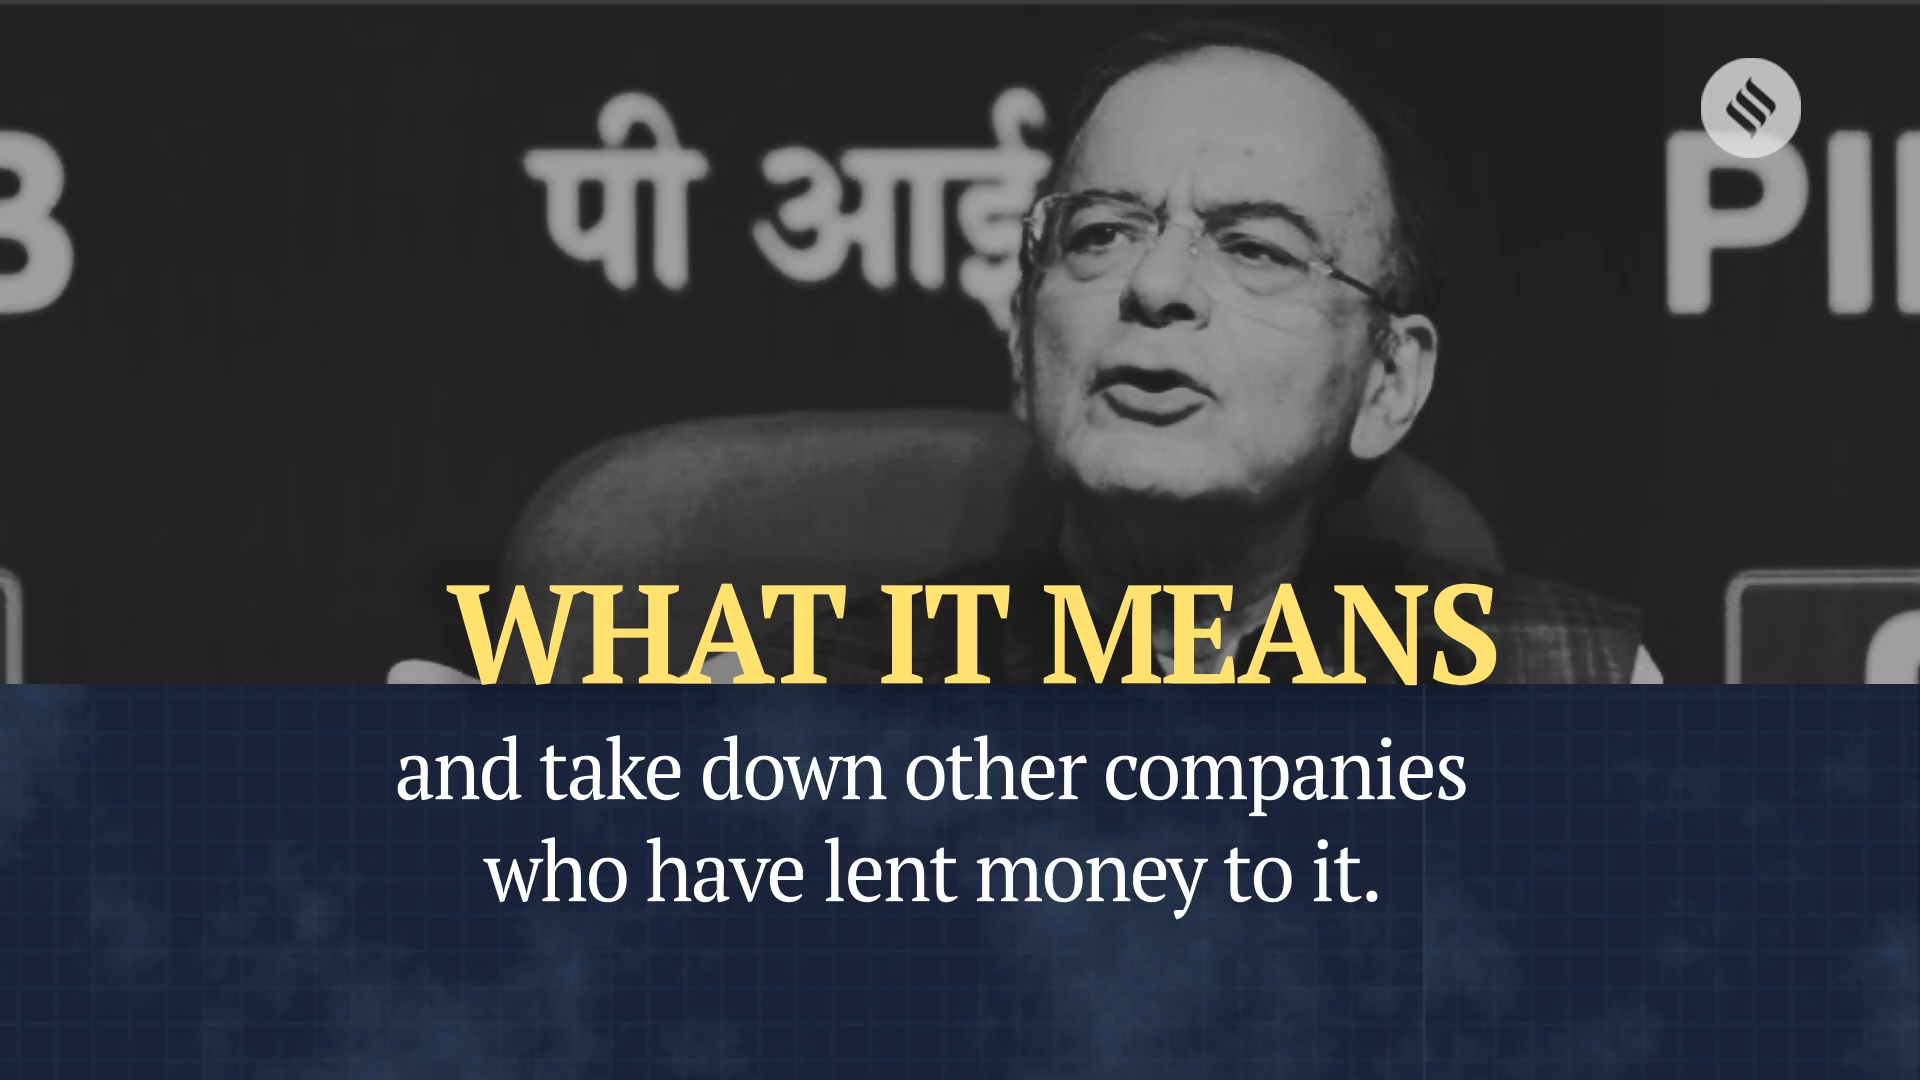 B
पी आई
PI
WHAT IT MEANS
and take down other companies
who have lent money to it.